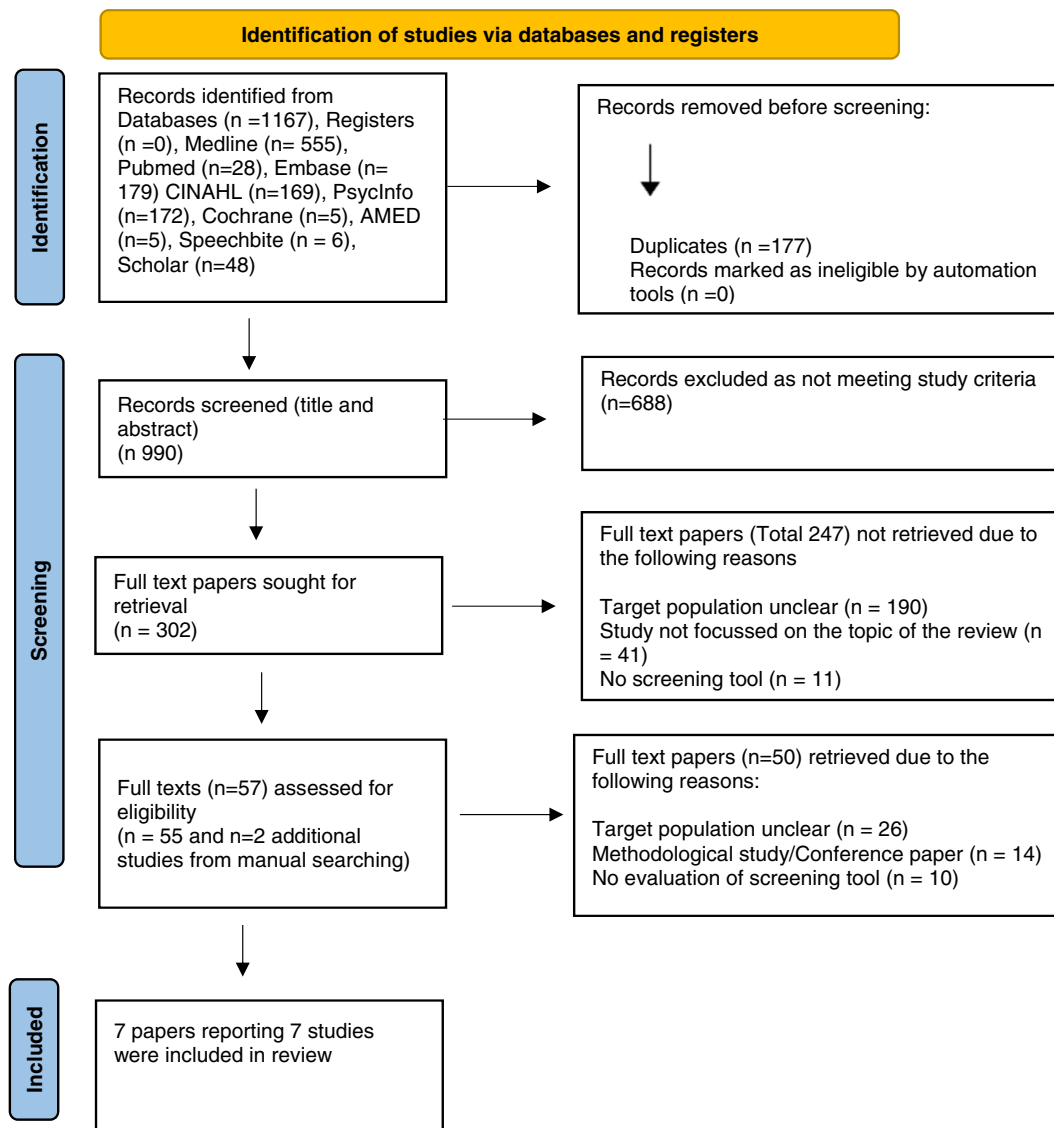 Identification of studies via databases and registers
Identification
Records identified from
Databases (n =1167), Registers
(n =0), Medline (n= 555),
Pubmed (n=28), Embase (n=
179) CINAHL (n=169), PsycInfo
(n=172), Cochrane (n=5), AMED
(n=5), Speechbite (n = 6),
Scholar (n=48)
Records removed before screening:
Duplicates (n =177)
Records marked as ineligible by automation
tools (n =0)
Screening
Records screened (title and
abstract)
(n 990)
Records excluded as not meeting study criteria
(n=688)
Full text papers sought for
retrieval
(n = 302)
Full text papers (Total 247) not retrieved due to
the following reasons
Target population unclear (n = 190)
Study not focussed on the topic of the review (n
= 41)
No screening tool (n = 11)
Full texts (n=57) assessed for
eligibility
(n = 55 and n=2 additional
studies from manual searching)
Full text papers (n=50) retrieved due to the
following reasons:
Target population unclear (n = 26)
Methodological study/Conference paper (n = 14)
No evaluation of screening tool (n = 10)
Included
7 papers reporting 7 studies
were included in review